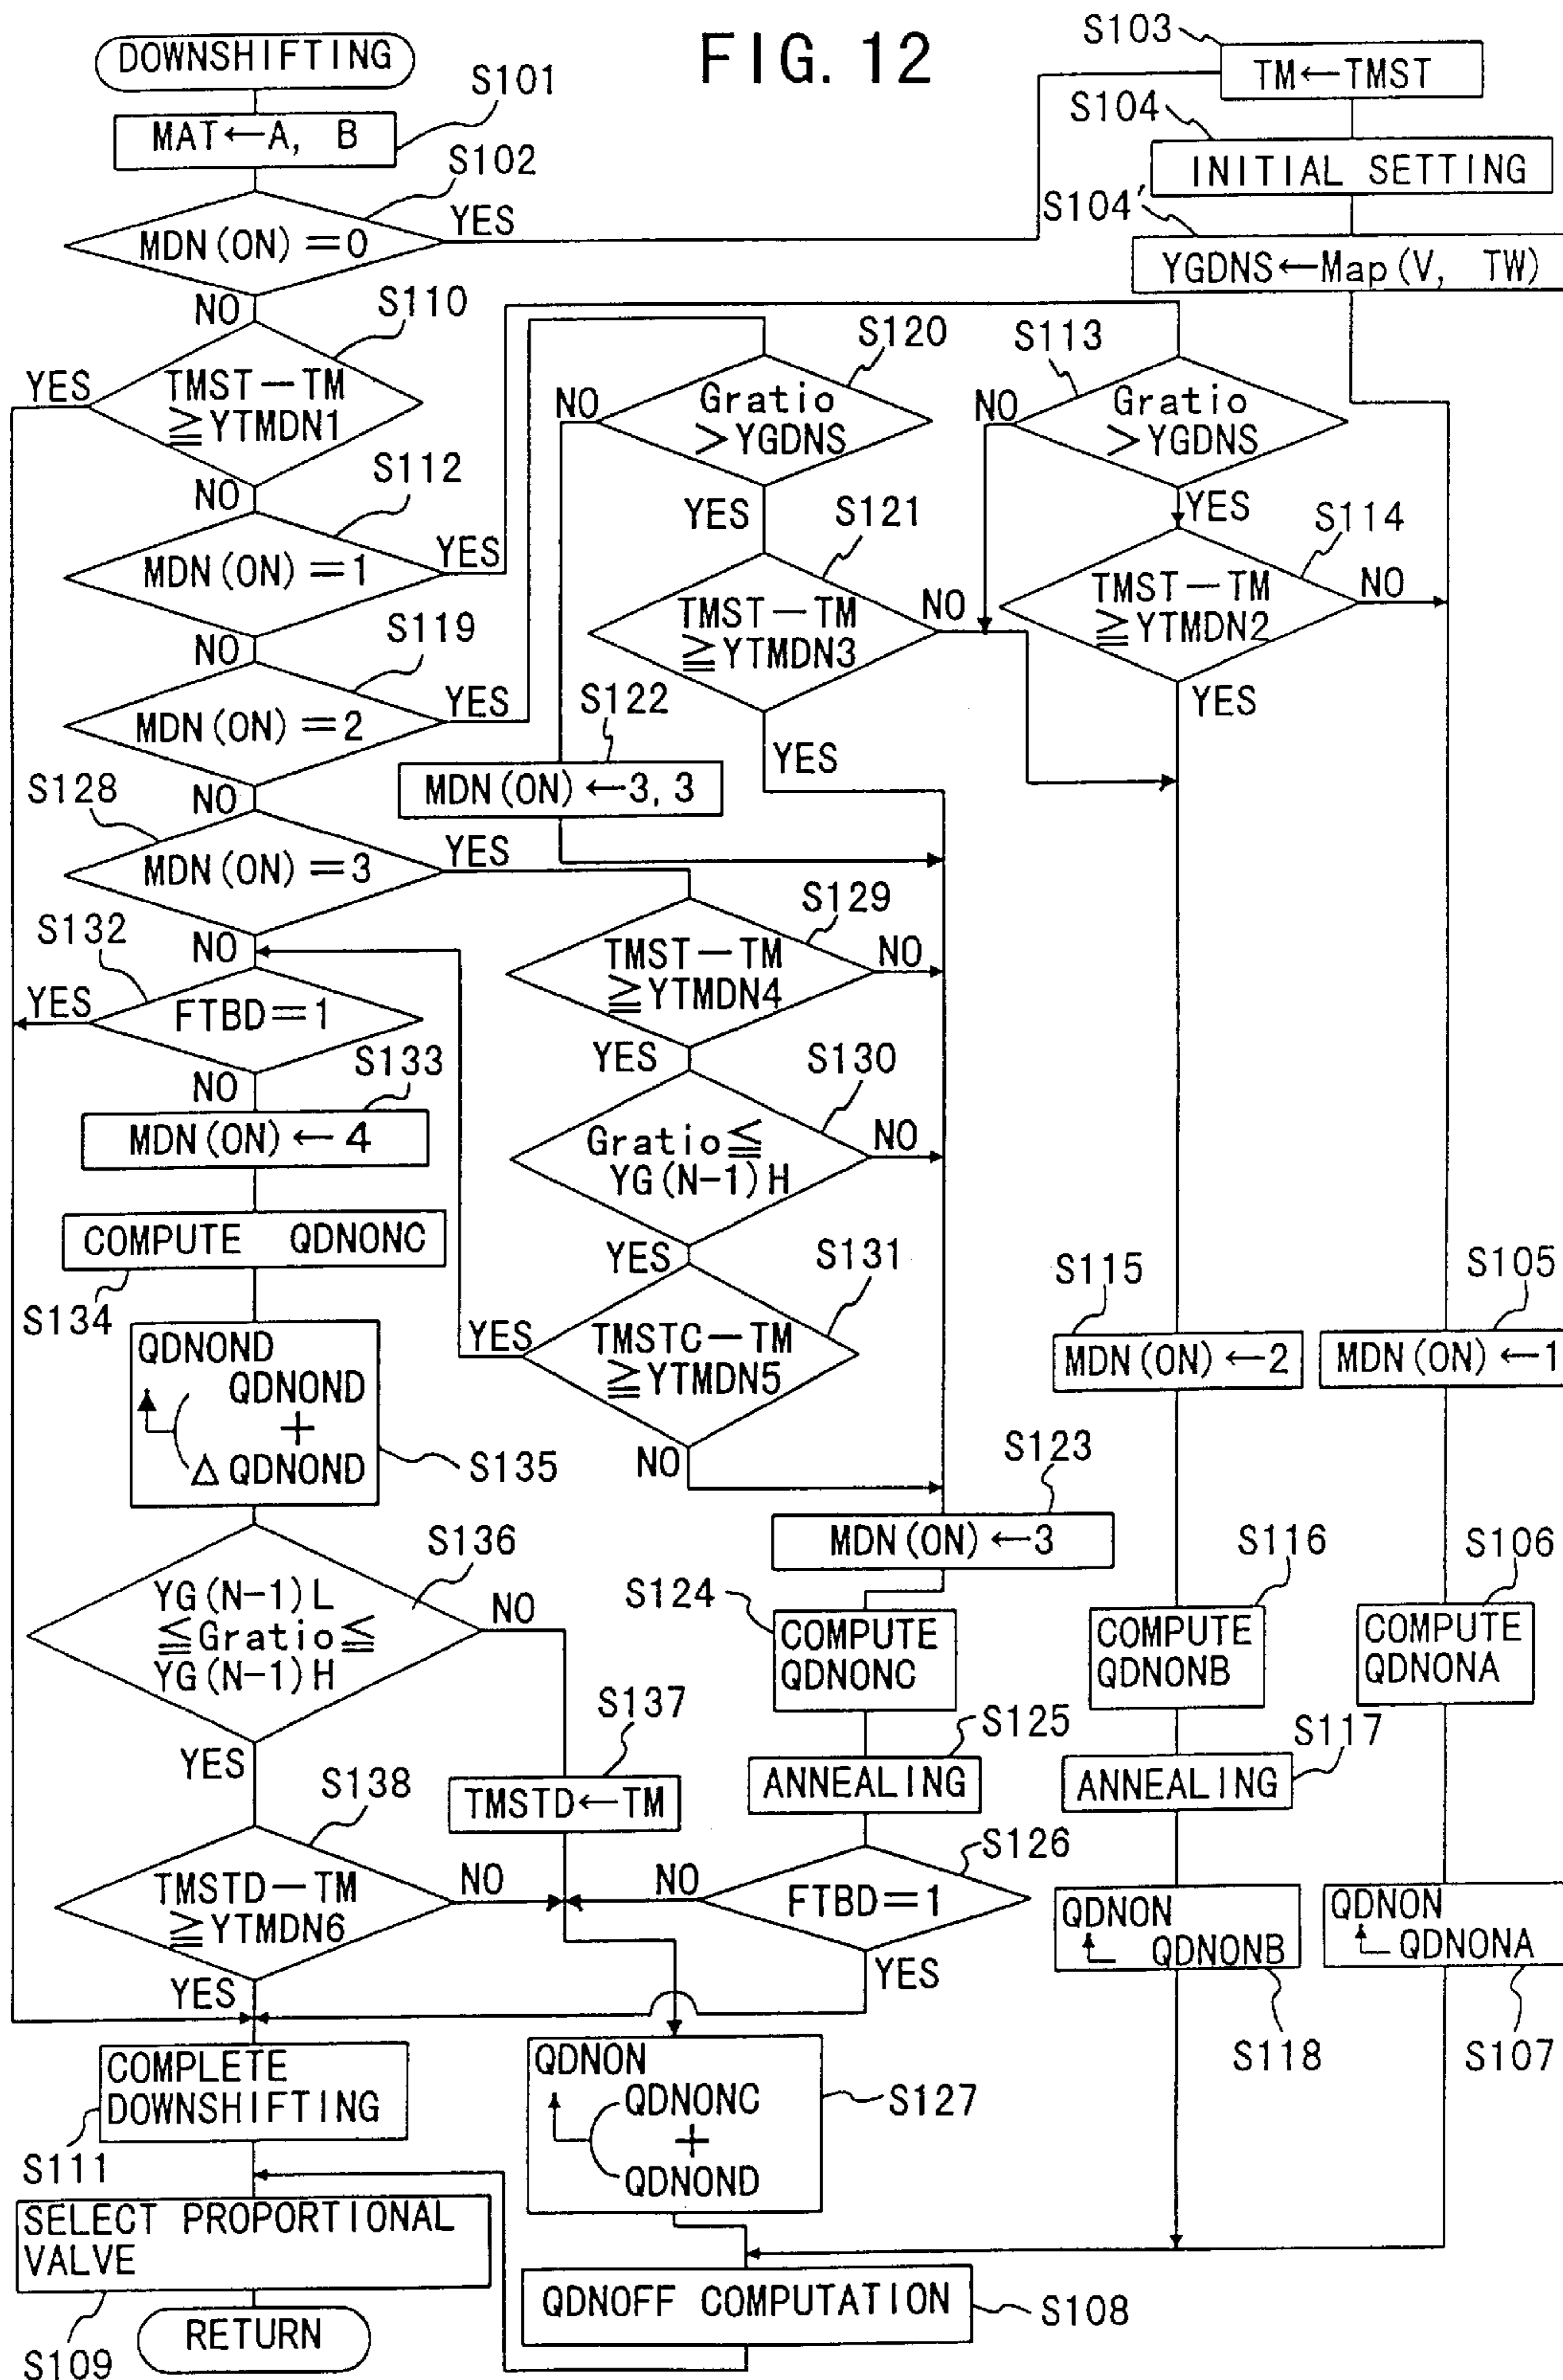 FIG. 12
DOWNSHIFTING
S101
MAT←A, B
S102
MDN(ON)=0
YES
NO
S103
TM←TMST
S104
INITIAL SETTING
S104'
YGDNS←Map(V, TW)
S110
YES
TMST—TM
≧YTMDN1
NO
S112
MDN(ON)=1
YES
NO
S119
MDN(ON)=2
YES
NO
S128
MDN(ON)=3
YES
NO
S120
NO
Gratio
>YGDNS
YES
S113
NO
Gratio
>YGDNS
YES
S121
TMST—TM
≧YTMDN3
NO
YES
S114
TMST—TM
≧YTMDN2
NO
YES
S122
MDN(ON)←3, 3
S129
TMST—TM
≧YTMDN4
NO
YES
S130
Gratio≦
YG(N-1)H
NO
YES
S131
TMSTC—TM
≧YTMDN5
YES
NO
S132
YES
FTBD=1
NO
S133
MDN(ON)←4
COMPUTE QDNONC
S134
QDNOND
QDNOND
+
△QDNOND
S135
S136
YG(N-1)L
≦Gratio≦
YG(N-1)H
NO
YES
S137
TMSTD←TM
S138
TMSTD—TM
≧YTMDN6
NO
YES
S123
MDN(ON)←3
S124
COMPUTE
QDNONC
S125
ANNEALING
S126
NO
FTBD=1
YES
S115
MDN(ON)←2
S116
COMPUTE
QDNONB
S117
ANNEALING
QDNON
QDNONB
S118
S105
MDN(ON)←1
S106
COMPUTE
QDNONA
QDNON
QDNONA
S107
COMPLETE
DOWNSHIFTING
S111
QDNON
QDNONC
+
QDNOND
S127
SELECT PROPORTIONAL
VALVE
S109
QDNOFF COMPUTATION
S108
RETURN